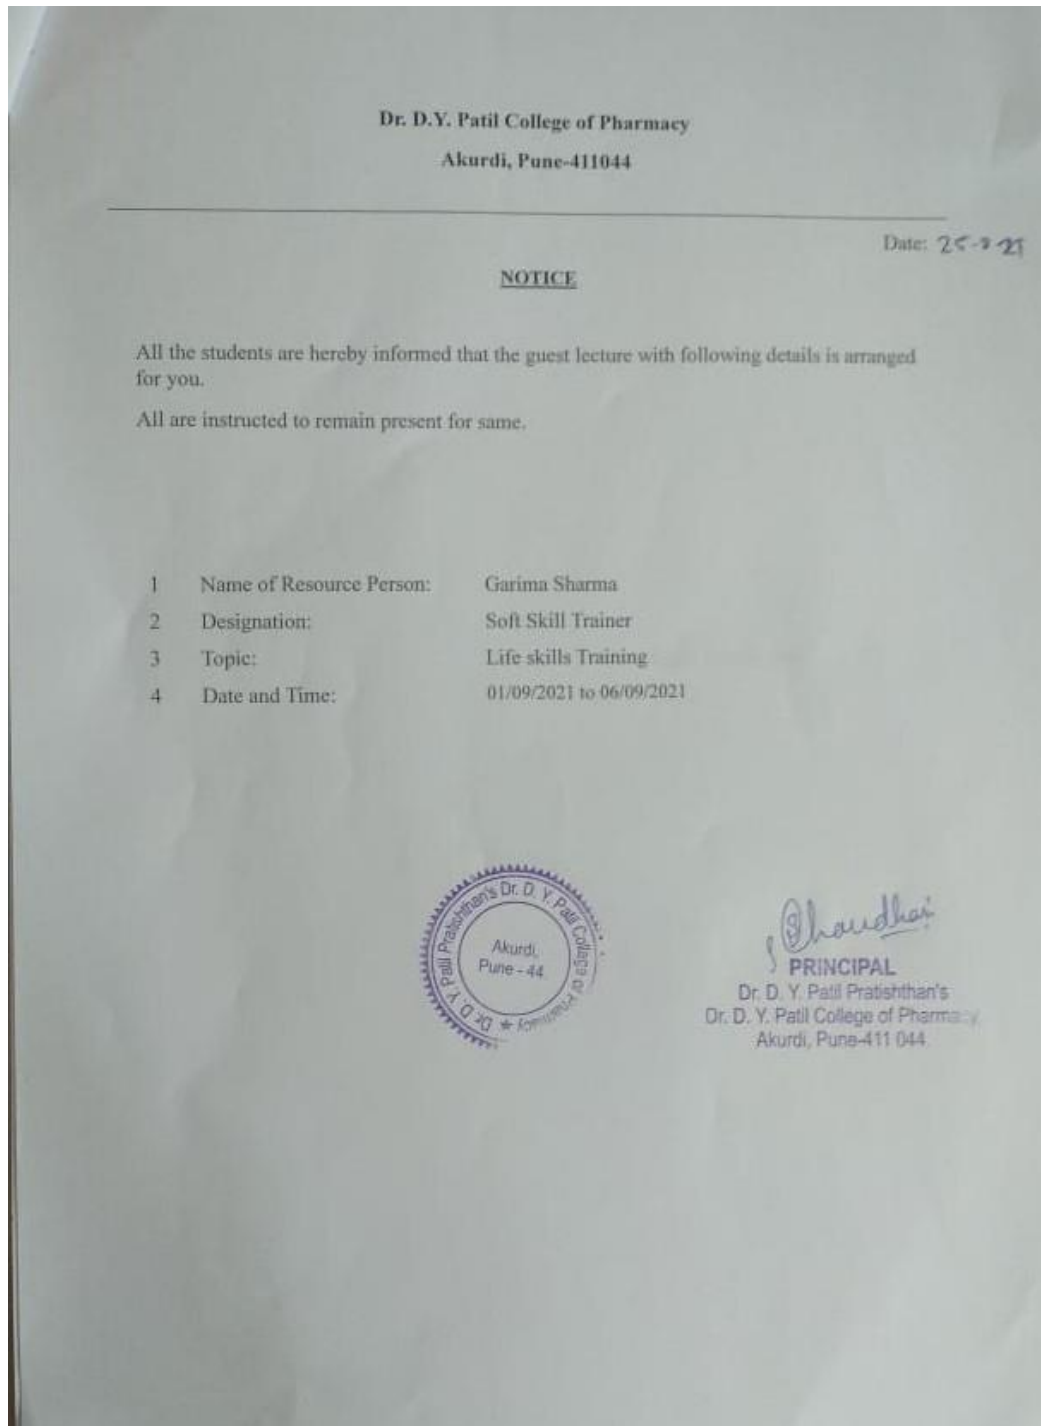 Dr. D.Y. Patil College of Pharmacy
Akurdi, Pune-411044
Date: 25-8-21
NOTICE
All the students are hereby informed that the guest lecture with following details is arranged
for you.
All are instructed to remain present for same.
1 Name of Resource Person: Garima Sharma
2 Designation: Soft Skill Trainer
3 Topic: Life skills Training
4 Date and Time: 01/09/2021 to 06/09/2021
Dr. D. Y. Patil Pratishthan's Dr. D. Y. Patil College of Pharmacy ★
Akurdi,
Pune - 44
PRINCIPAL
Dr. D. Y. Patil Pratishthan's
Dr. D. Y. Patil College of Pharmacy
Akurdi, Pune-411 044